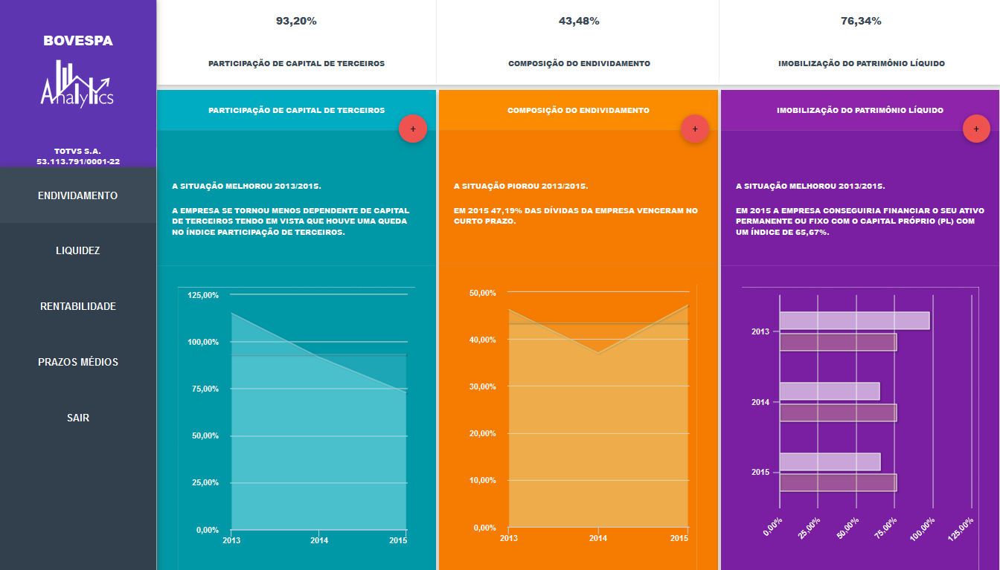 BOVESPA
Analytics
TOTVS S.A.
53.113.791/0001-22
ENDIVIDAMENTO
LIQUIDEZ
RENTABILIDADE
PRAZOS MÉDIOS
SAIR
93,20%
PARTICIPAÇÃO DE CAPITAL DE TERCEIROS
43,48%
COMPOSIÇÃO DO ENDIVIDAMENTO
76,34%
IMOBILIZAÇÃO DO PATRIMÔNIO LÍQUIDO
PARTICIPAÇÃO DE CAPITAL DE TERCEIROS
+
A SITUAÇÃO MELHOROU 2013/2015.
A EMPRESA SE TORNOU MENOS DEPENDENTE DE CAPITAL
DE TERCEIROS TENDO EM VISTA QUE HOUVE UMA QUEDA
NO ÍNDICE PARTICIPAÇÃO DE TERCEIROS.
125,00%
100,00%
75,00%
50,00%
25,00%
0,00%
2013 2014 2015
COMPOSIÇÃO DO ENDIVIDAMENTO
+
A SITUAÇÃO PIOROU 2013/2015.
EM 2015 47,19% DAS DÍVIDAS DA EMPRESA VENCERAM NO
CURTO PRAZO.
50,00%
40,00%
30,00%
20,00%
10,00%
0,00%
2013 2014 2015
IMOBILIZAÇÃO DO PATRIMÔNIO LÍQUIDO
+
A SITUAÇÃO MELHOROU 2013/2015.
EM 2015 A EMPRESA CONSEGUIRIA FINANCIAR O SEU ATIVO
PERMANENTE OU FIXO COM O CAPITAL PRÓPRIO (PL) COM
UM ÍNDICE DE 65,67%.
2013
2014
2015
0,00% 25,00% 50,00% 75,00% 100,00% 125,00%